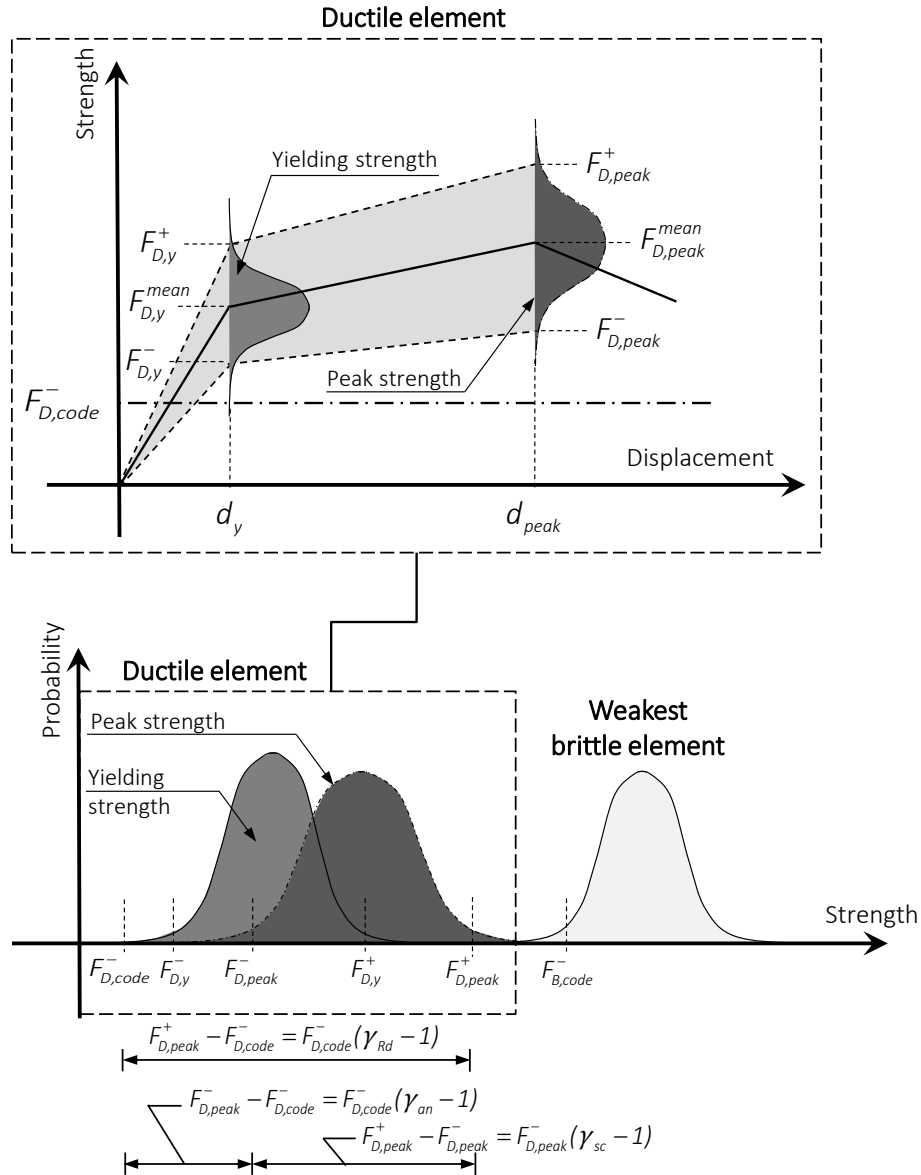 Ductile element
Strength
Yielding strength
F⁺D,peak
F⁺D,y
FᵐᵉᵃⁿD,peak
FᵐᵉᵃⁿD,y
F⁻D,y
F⁻D,peak
Peak strength
F⁻D,code
Displacement
dy
dpeak
Probability
Ductile element
Peak strength
Weakest
brittle element
Yielding
strength
Strength
F⁻D,code F⁻D,y F⁻D,peak F⁺D,y F⁺D,peak F⁻B,code
F⁺D,peak − F⁻D,code = F⁻D,code(γRd − 1)
F⁻D,peak − F⁻D,code = F⁻D,code(γan − 1)
F⁺D,peak − F⁻D,peak = F⁻D,peak(γsc − 1)